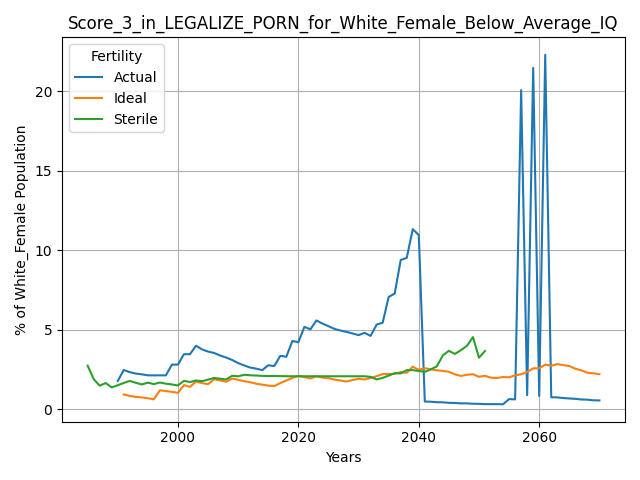 Score_3_in_LEGALIZE_PORN_for_White_Female_Below_Average_IQ
Fertility
Actual
Ideal
Sterile
% of White_Female Population
20
15
10
5
0
2000 2020 2040 2060
Years